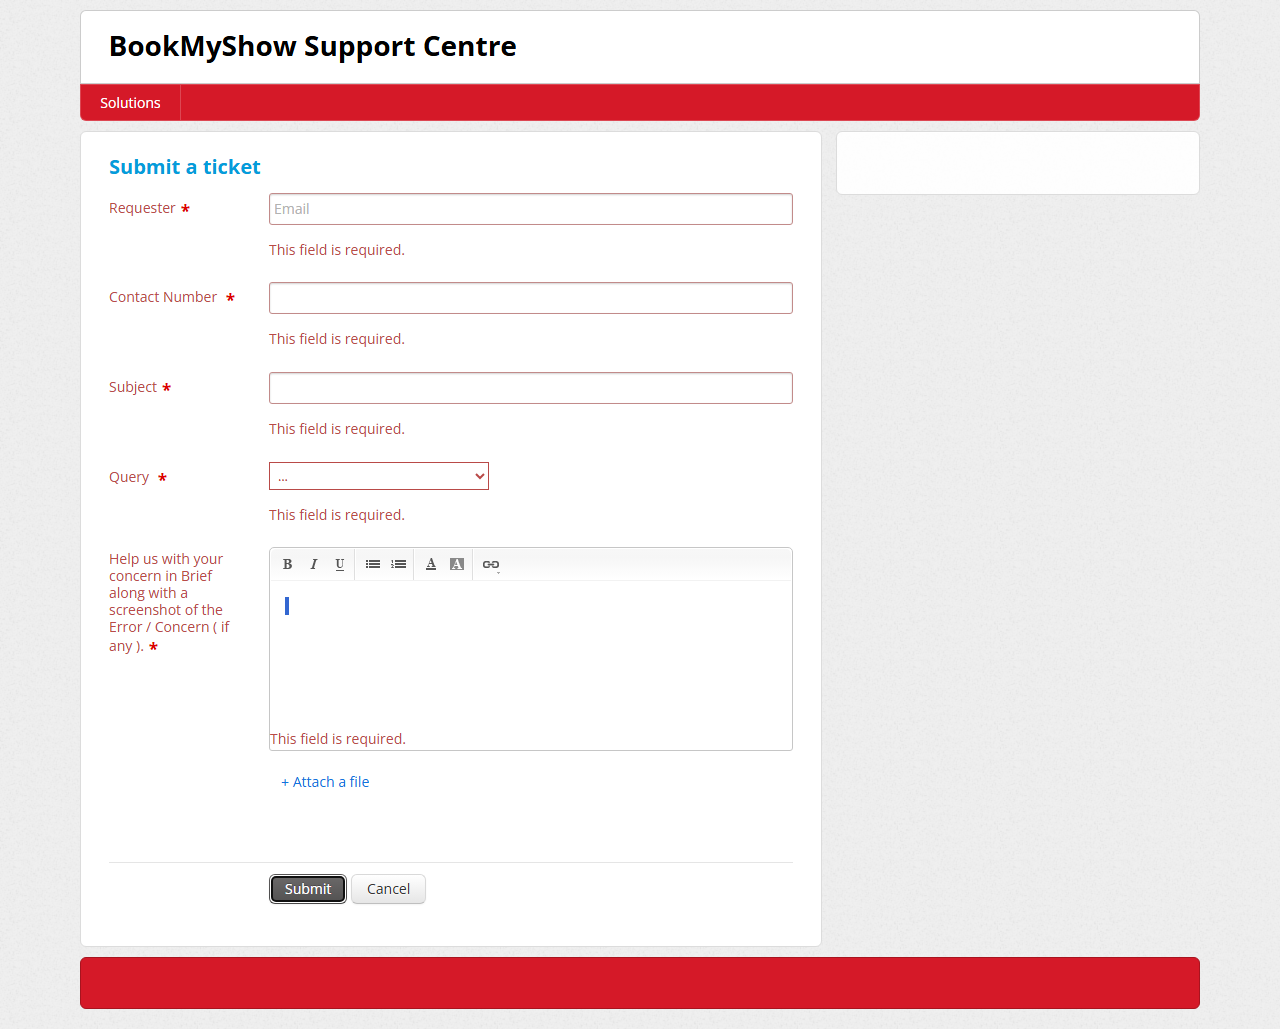 BookMyShow Support Centre
Solutions
Submit a ticket
Requester *
Email
This field is required.
Contact Number *
This field is required.
Subject *
This field is required.
Query *
...
This field is required.
Help us with your
concern in Brief
along with a
screenshot of the
Error / Concern ( if
any ). *
B I U A A
This field is required.
+ Attach a file
Submit Cancel